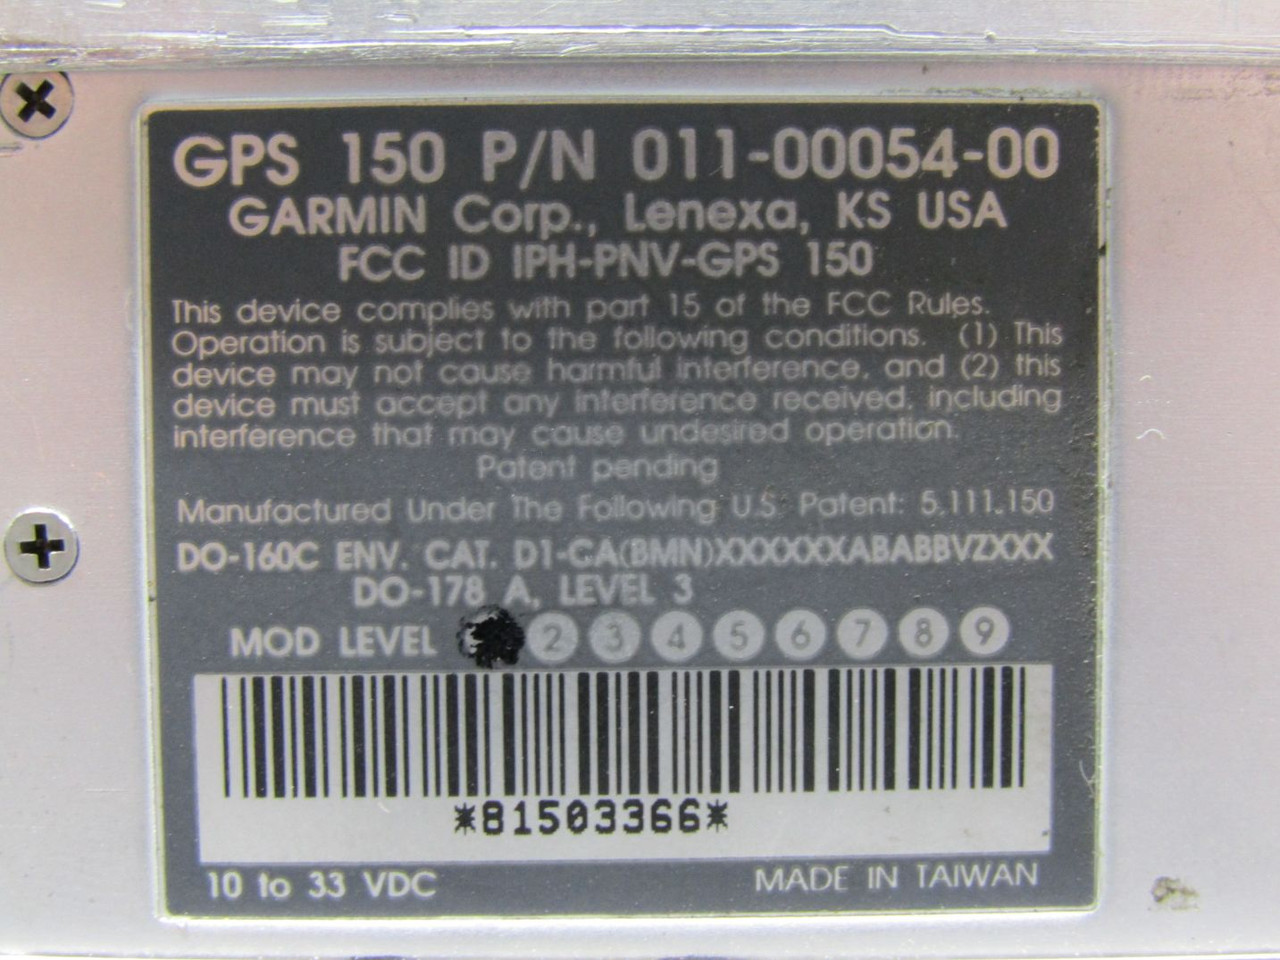 GPS 150 P/N 011-00054-00
GARMIN Corp., Lenexa, KS USA
FCC ID IPH-PNV-GPS 150
This device complies with part 15 of the FCC Rules.
Operation is subject to the following conditions. (1) This
device may not cause harmful interference, and (2) this
device must accept any interference received, including
interference that may cause undesired operation.
Patent pending
Manufactured Under The Following U.S. Patent: 5,111,150
DO-160C ENV. CAT. D1-CA(BMN)XXXXXXABABBVZXXX
DO-178 A, LEVEL 3
MOD LEVEL 2 3 4 5 6 7 8 9
*81503366*
10 to 33 VDC MADE IN TAIWAN